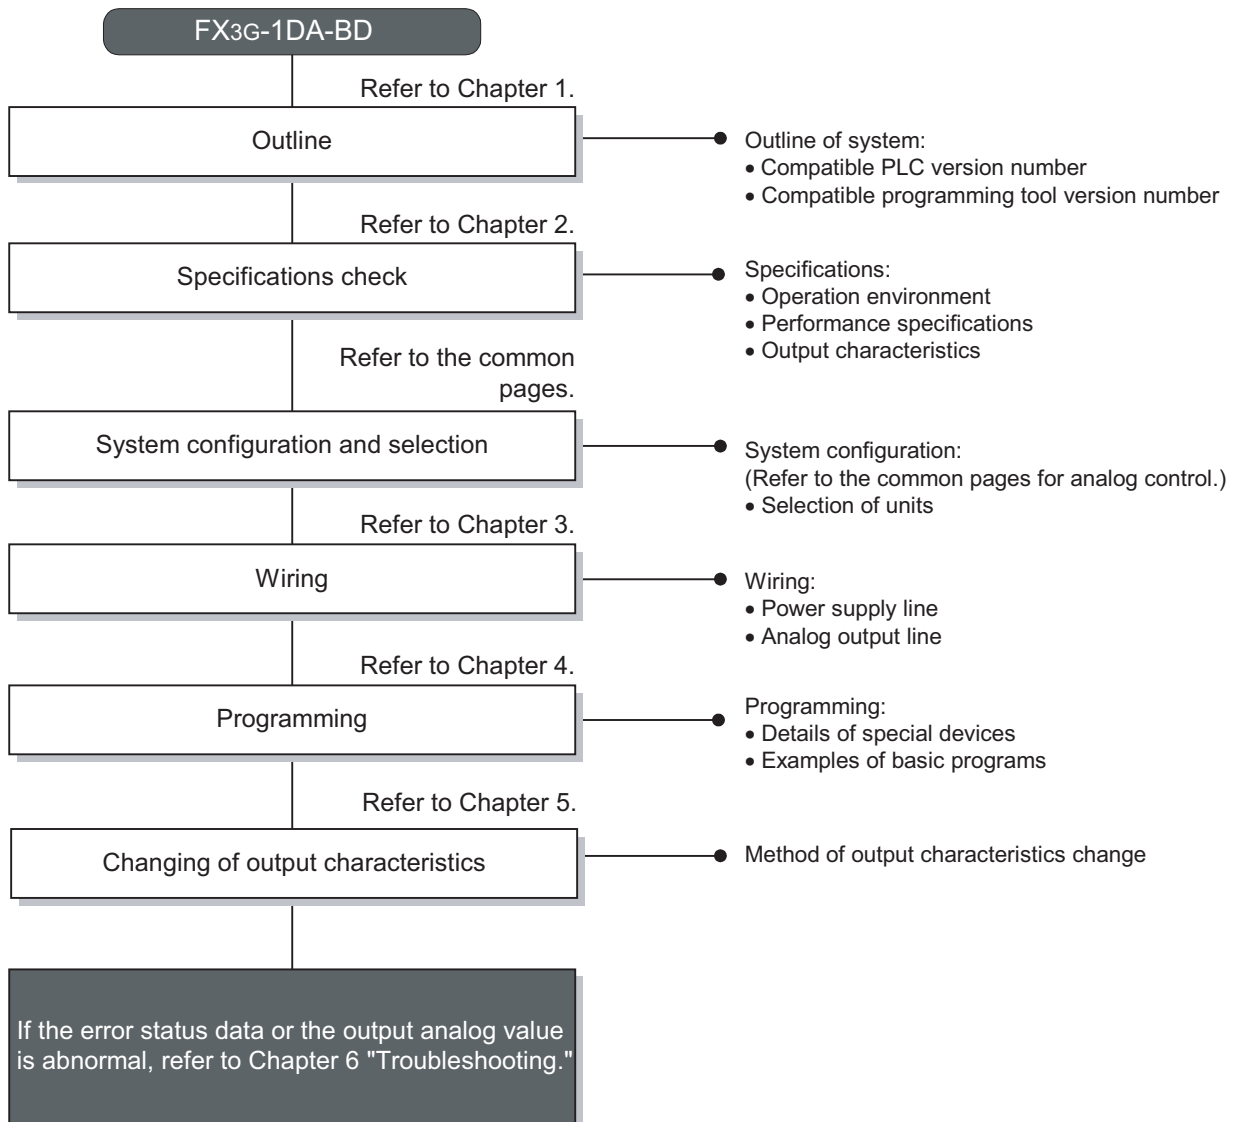 FX3G-1DA-BD
Refer to Chapter 1.
Outline
Outline of system:
• Compatible PLC version number
• Compatible programming tool version number
Refer to Chapter 2.
Specifications check
Specifications:
• Operation environment
• Performance specifications
• Output characteristics
Refer to the common
pages.
System configuration and selection
System configuration:
(Refer to the common pages for analog control.)
• Selection of units
Refer to Chapter 3.
Wiring
Wiring:
• Power supply line
• Analog output line
Refer to Chapter 4.
Programming
Programming:
• Details of special devices
• Examples of basic programs
Refer to Chapter 5.
Changing of output characteristics
Method of output characteristics change
If the error status data or the output analog value
is abnormal, refer to Chapter 6 "Troubleshooting."